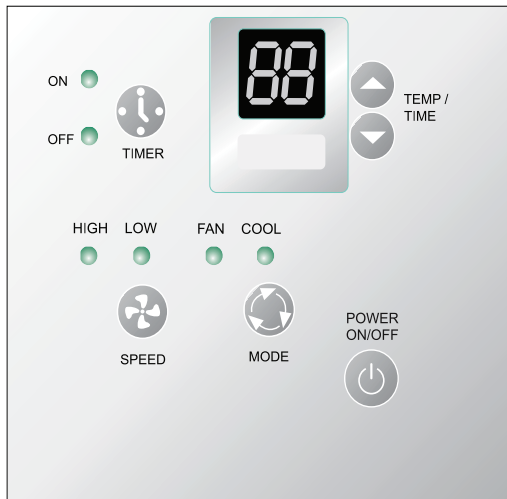 88
ON
TEMP /
TIME
OFF
TIMER
HIGH LOW FAN COOL
SPEED
MODE
POWER
ON/OFF